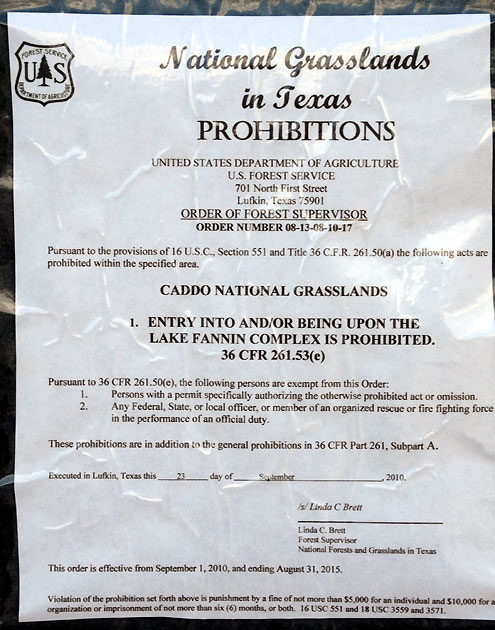 FOREST SERVICE
U S
DEPARTMENT OF AGRICULTURE
National Grasslands
in Texas
PROHIBITIONS
UNITED STATES DEPARTMENT OF AGRICULTURE
U.S. FOREST SERVICE
701 North First Street
Lufkin, Texas 75901
ORDER OF FOREST SUPERVISOR
ORDER NUMBER 08-13-08-10-17
Pursuant to the provisions of 16 U.S.C., Section 551 and Title 36 C.F.R. 261.50(a) the following acts are
prohibited within the specified area.
CADDO NATIONAL GRASSLANDS
1. ENTRY INTO AND/OR BEING UPON THE
LAKE FANNIN COMPLEX IS PROHIBITED.
36 CFR 261.53(e)
Pursuant to 36 CFR 261.50(e), the following persons are exempt from this Order:
1. Persons with a permit specifically authorizing the otherwise prohibited act or omission.
2. Any Federal, State, or local officer, or member of an organized rescue or fire fighting force
in the performance of an official duty.
These prohibitions are in addition to the general prohibitions in 36 CFR Part 261, Subpart A.
Executed in Lufkin, Texas this 23 day of September, 2010.
/s/ Linda C Brett
Linda C. Brett
Forest Supervisor
National Forests and Grasslands in Texas
This order is effective from September 1, 2010, and ending August 31, 2015.
Violation of the prohibition set forth above is punishment by a fine of not more than $5,000 for an individual and $10,000 for a
organization or imprisonment of not more than six (6) months, or both. 16 USC 551 and 18 USC 3559 and 3571.